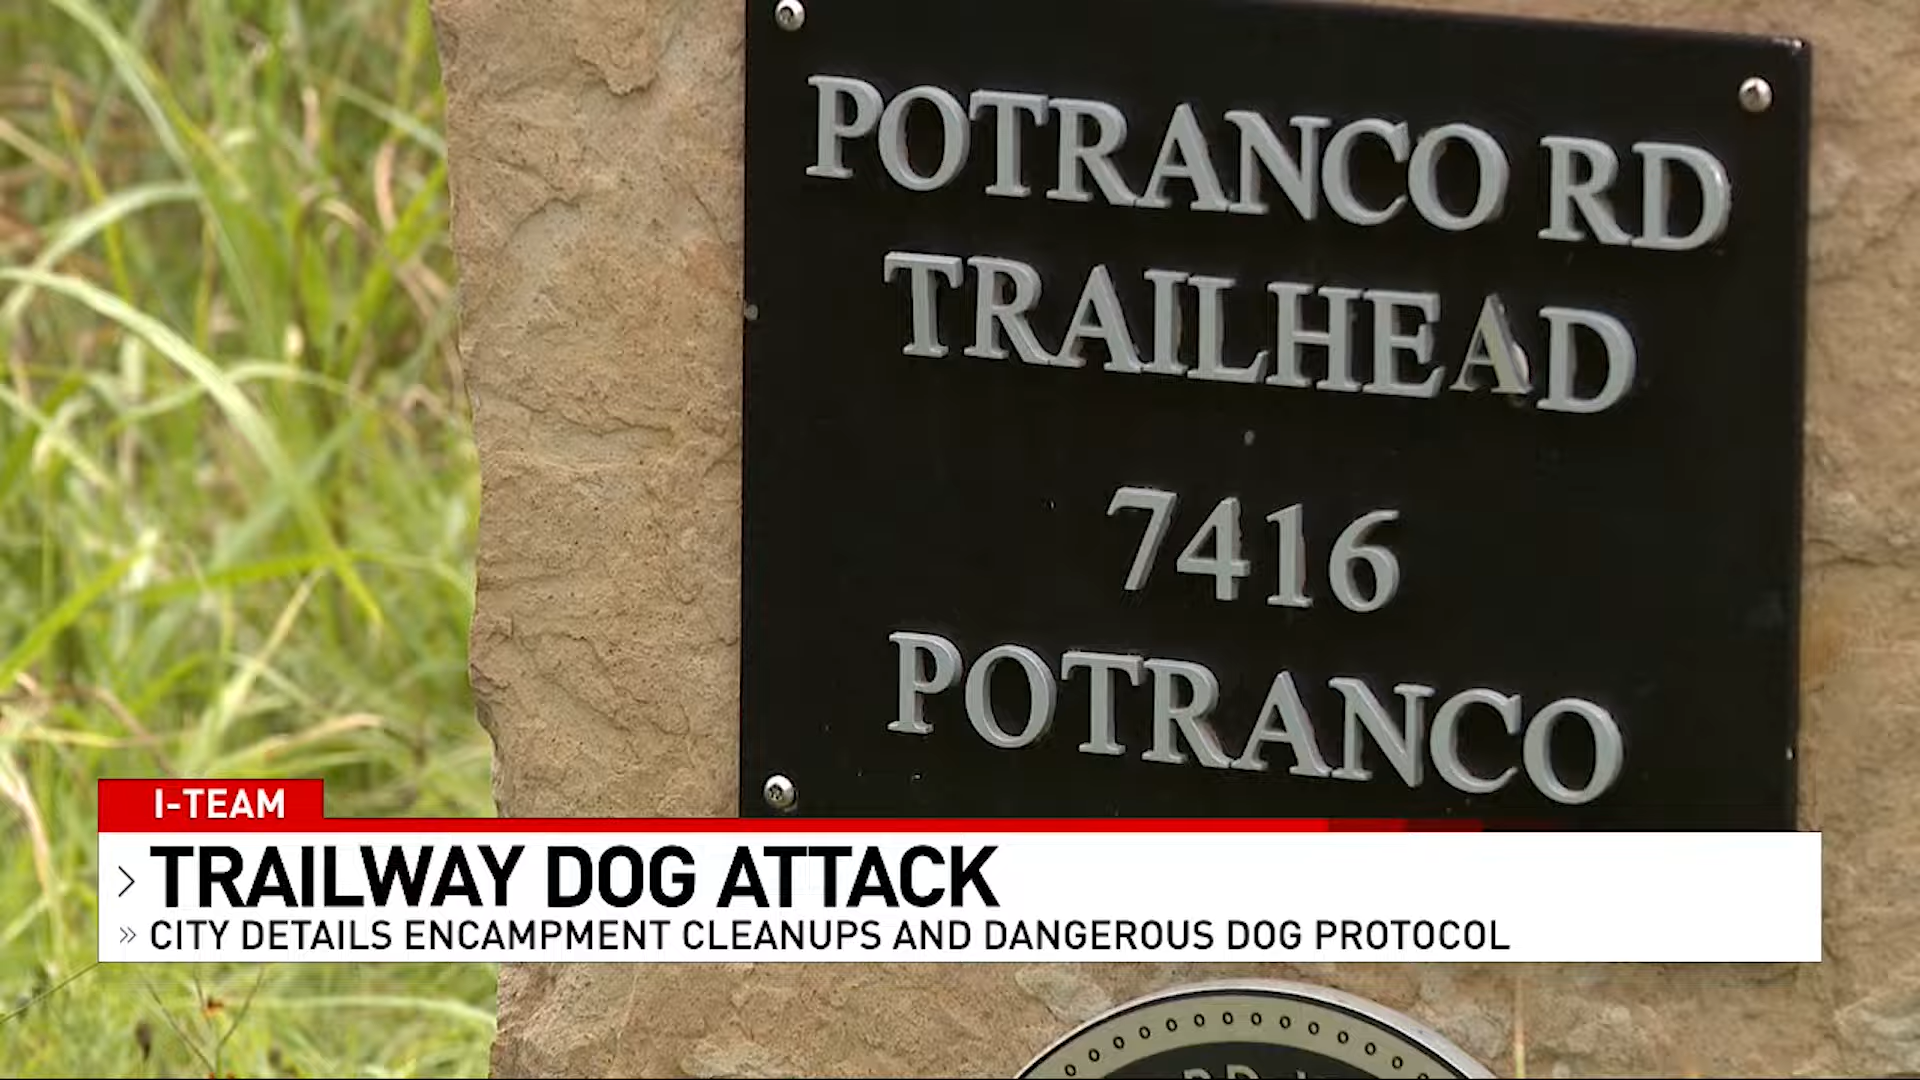 POTRANCO RD
TRAILHEAD
7416
POTRANCO
I-TEAM
TRAILWAY DOG ATTACK
CITY DETAILS ENCAMPMENT CLEANUPS AND DANGEROUS DOG PROTOCOL